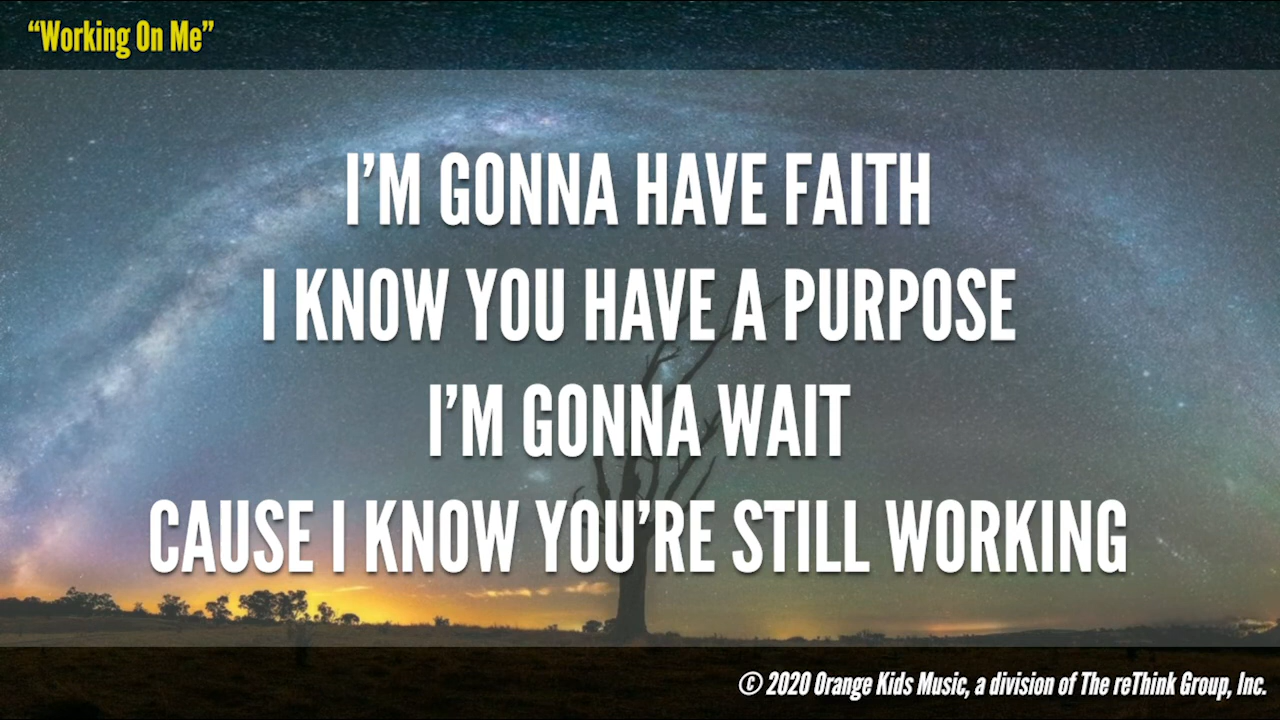 “Working On Me”
I’M GONNA HAVE FAITH
I KNOW YOU HAVE A PURPOSE
I’M GONNA WAIT
CAUSE I KNOW YOU’RE STILL WORKING
© 2020 Orange Kids Music, a division of The reThink Group, Inc.